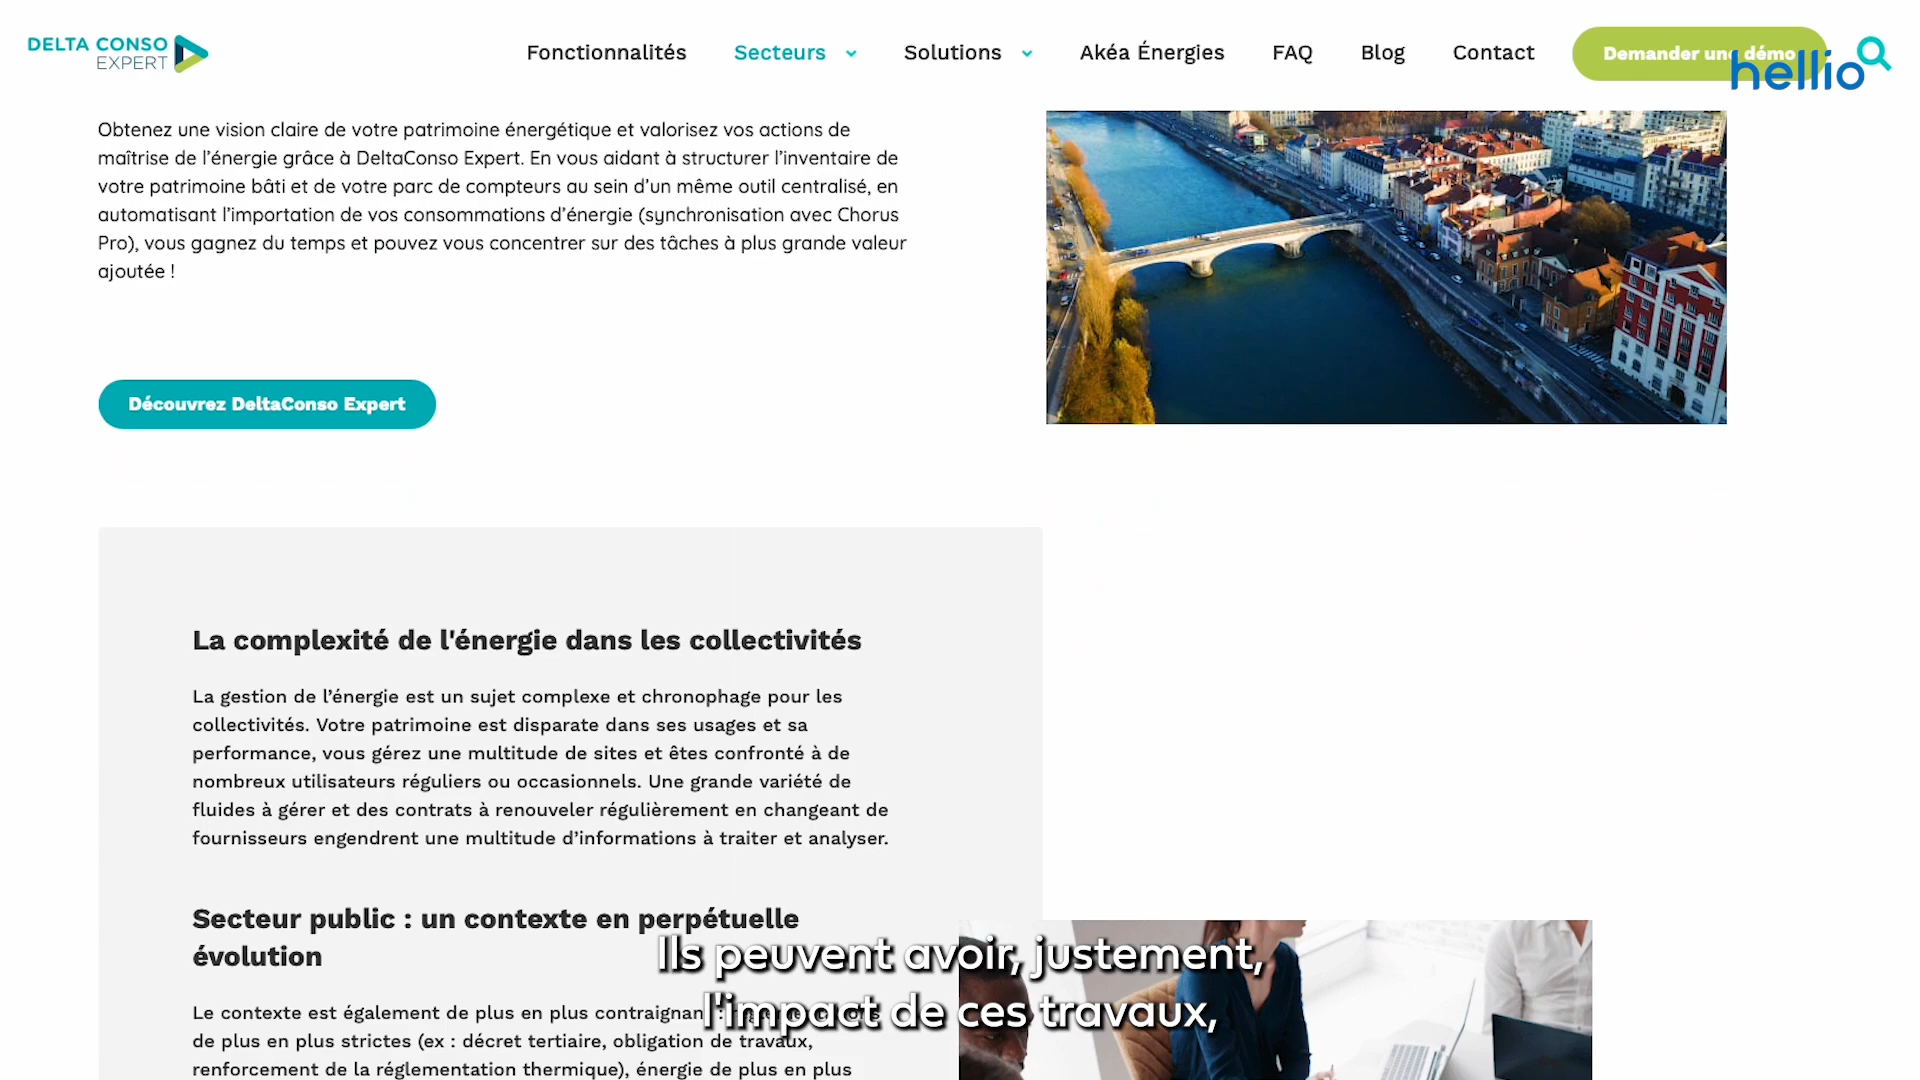 DELTA CONSO
EXPERT
Fonctionnalités
Secteurs
Solutions
Akéa Énergies
FAQ
Blog
Contact
Demander une démo
hellio
Obtenez une vision claire de votre patrimoine énergétique et valorisez vos actions de
maîtrise de l’énergie grâce à DeltaConso Expert. En vous aidant à structurer l’inventaire de
votre patrimoine bâti et de votre parc de compteurs au sein d’un même outil centralisé, en
automatisant l’importation de vos consommations d’énergie (synchronisation avec Chorus
Pro), vous gagnez du temps et pouvez vous concentrer sur des tâches à plus grande valeur
ajoutée !
Découvrez DeltaConso Expert
La complexité de l'énergie dans les collectivités
La gestion de l’énergie est un sujet complexe et chronophage pour les
collectivités. Votre patrimoine est disparate dans ses usages et sa
performance, vous gérez une multitude de sites et êtes confronté à de
nombreux utilisateurs réguliers ou occasionnels. Une grande variété de
fluides à gérer et des contrats à renouveler régulièrement en changeant de
fournisseurs engendrent une multitude d’informations à traiter et analyser.
Secteur public : un contexte en perpétuelle
évolution
Le contexte est également de plus en plus
de plus en plus strictes (ex : décret tertiaire, obligation de travaux,
renforcement de la réglementation thermique), énergie de plus en plus
Ils peuvent avoir, justement,
l'impact de ces travaux,